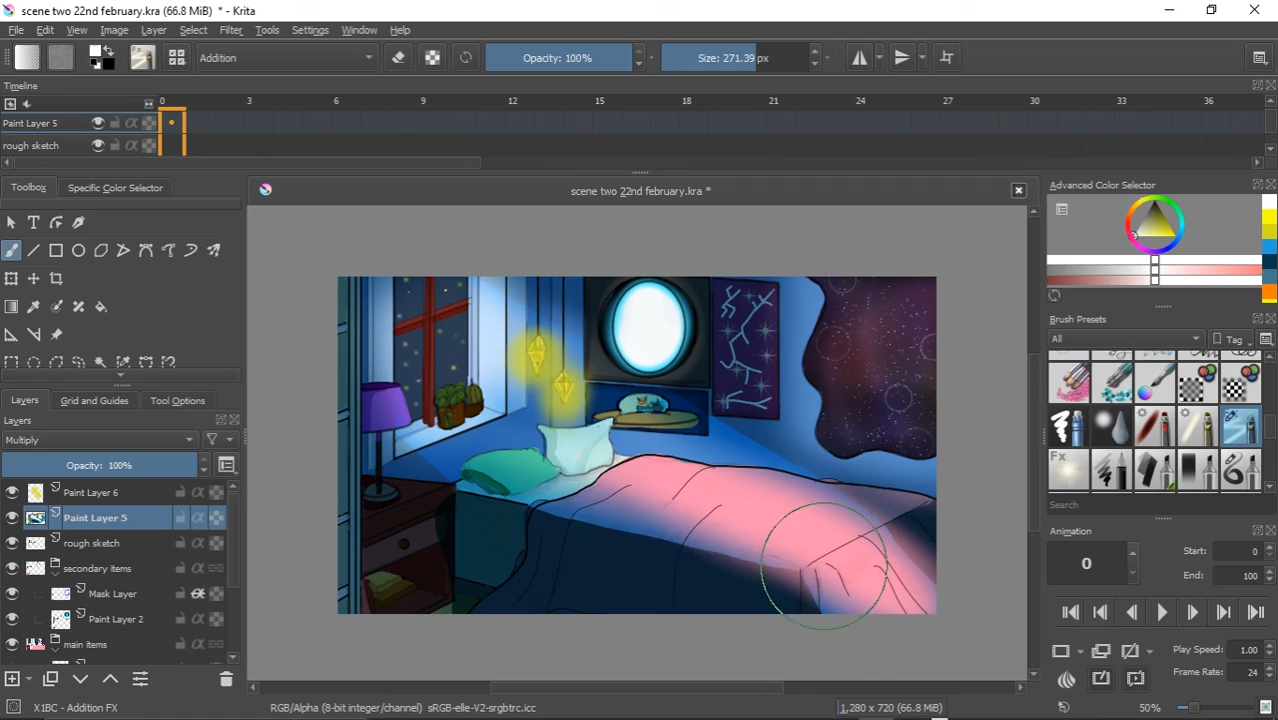 scene two 22nd february.kra (66.8 MiB) * - Krita
File Edit View Image Layer Select Filter Tools Settings Window Help
Addition Opacity: 100% Size: 271.39 px
Timeline
0 3 6 9 12 15 18 21 24 27 30 33 36
Paint Layer 5
rough sketch
Toolbox Specific Color Selector
scene two 22nd february.kra *
Advanced Color Selector
Brush Presets
All Tag
Search
Layers Grid and Guides Tool Options
Layers
Multiply
Opacity: 100%
Paint Layer 6
Paint Layer 5
rough sketch
secondary items
Mask Layer
Paint Layer 2
main items
Animation
0 Start: 0
End: 100
Play Speed: 1.00
Frame Rate: 24
X1BC - Addition FX RGB/Alpha (8-bit integer/channel) sRGB-elle-V2-srgbtrc.icc 1,280 x 720 (66.8 MiB) 50%